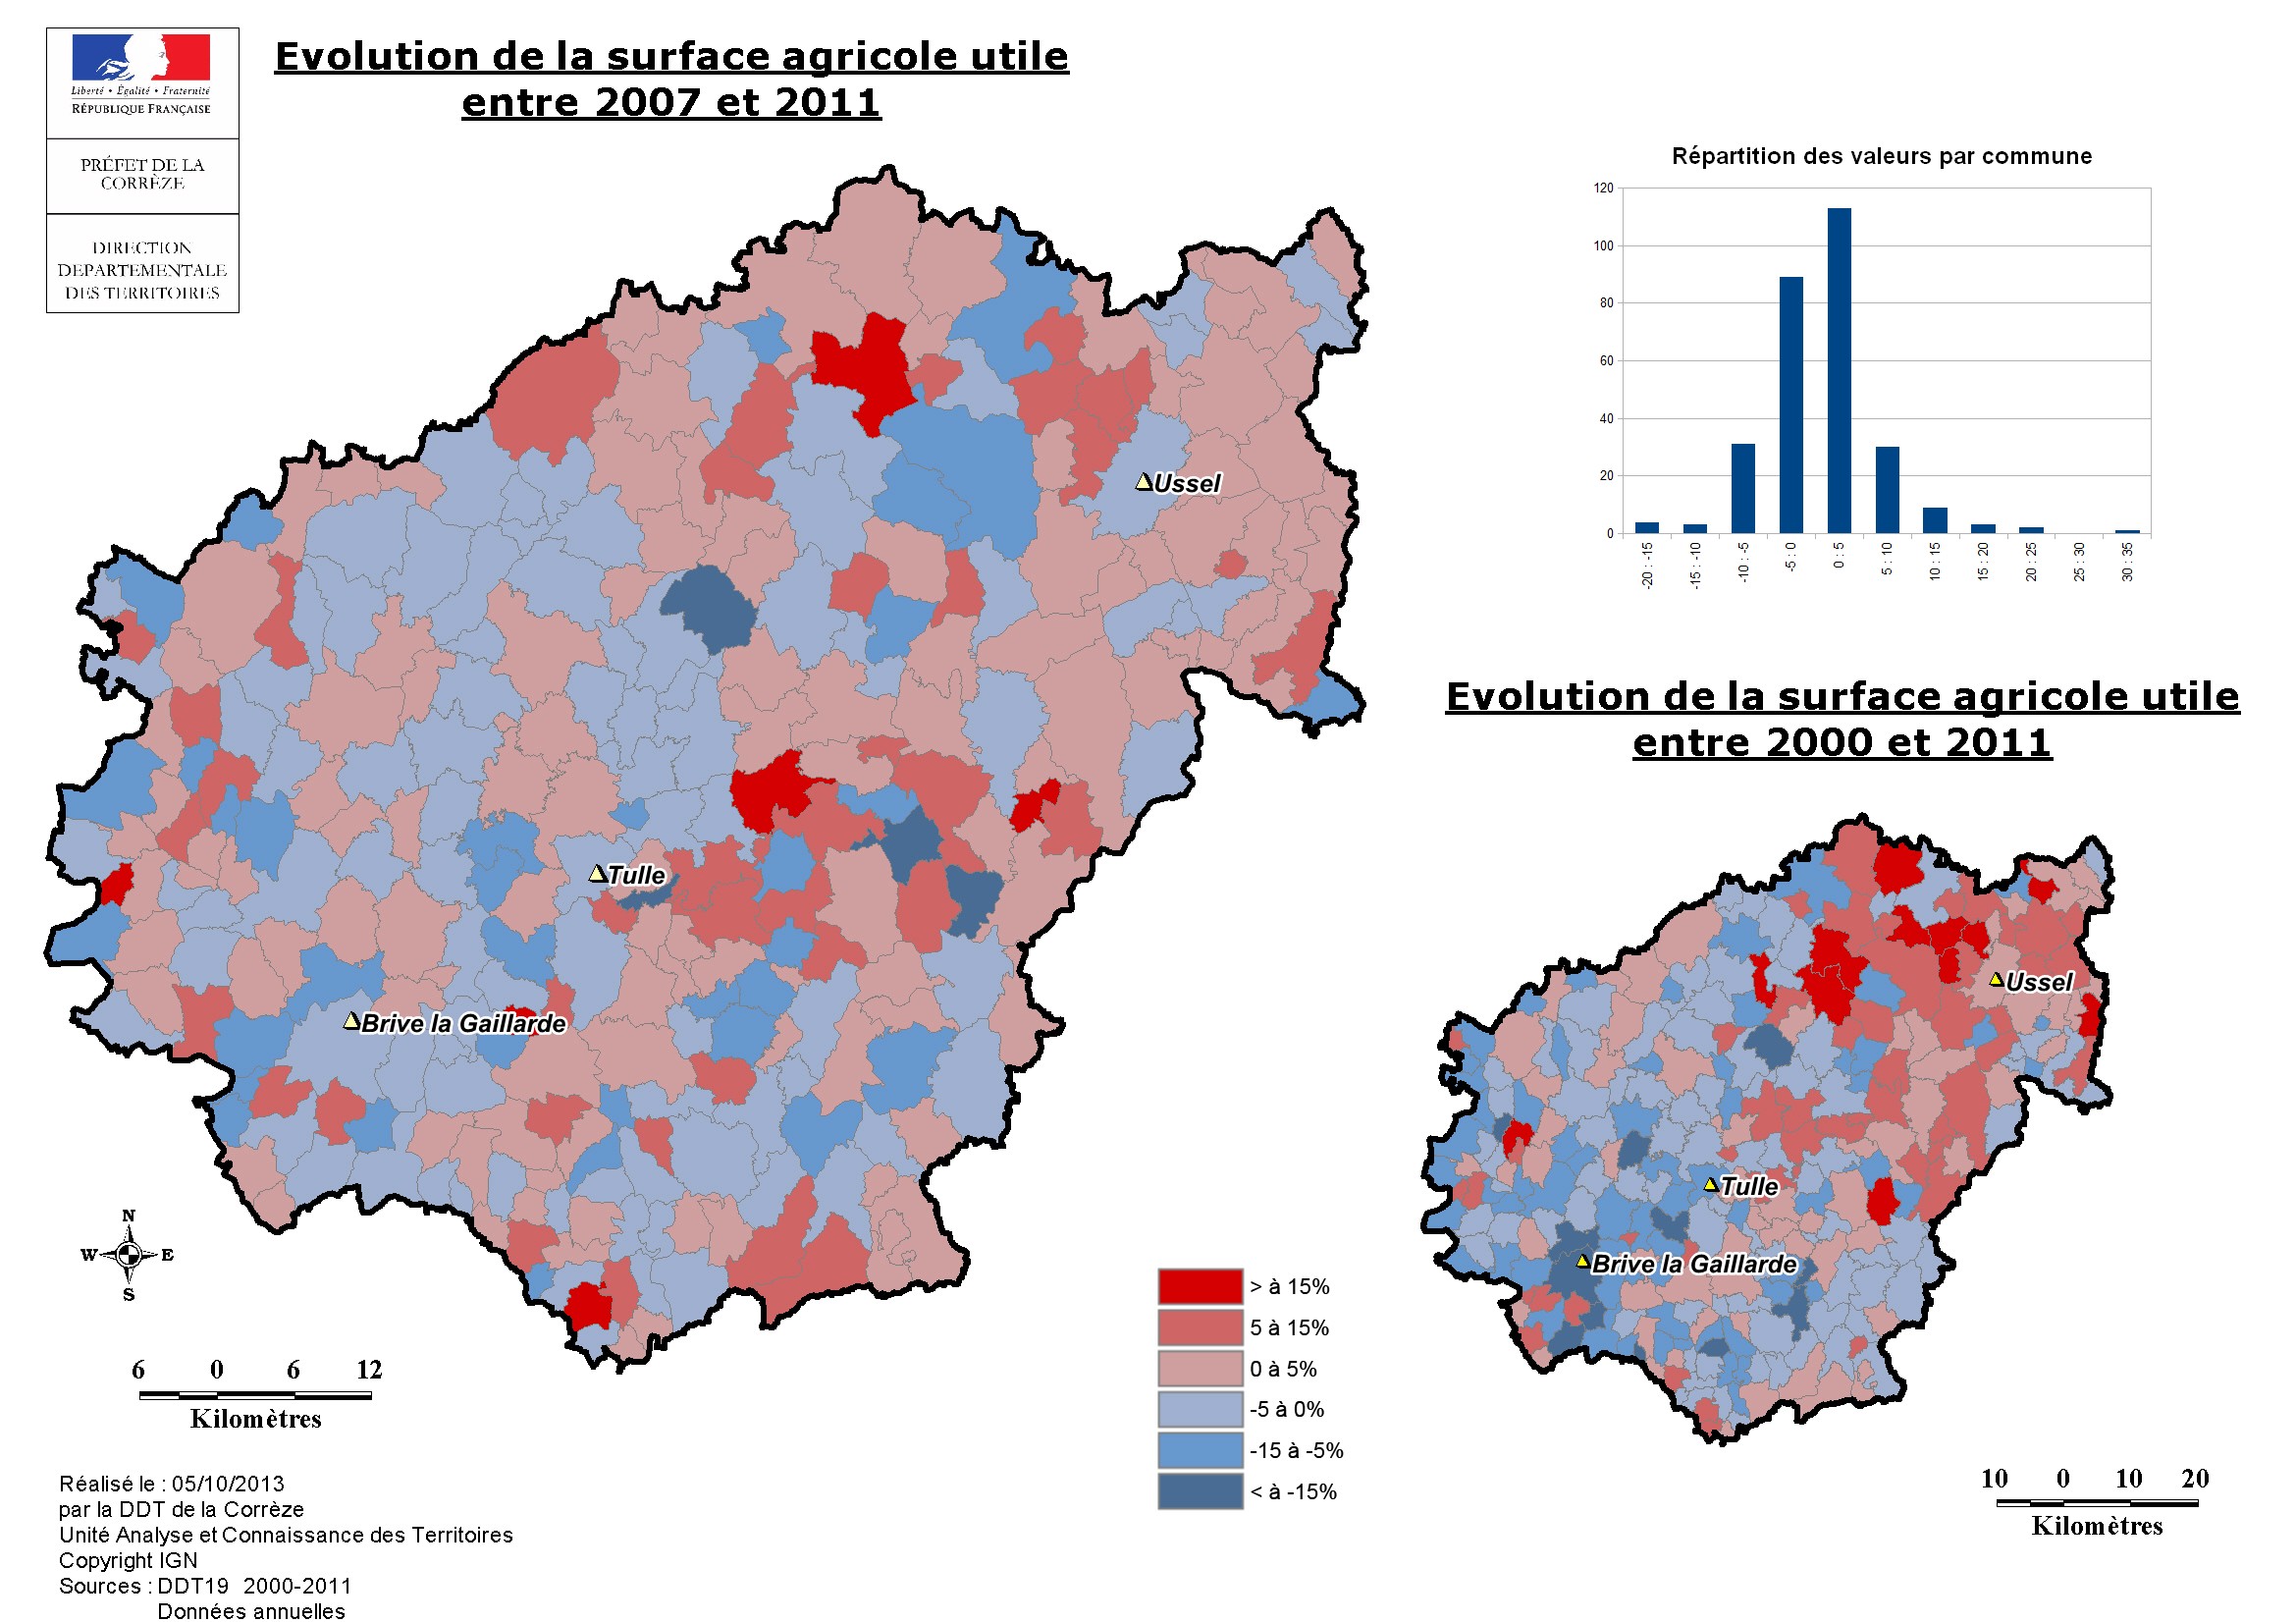 Liberté • Égalité • Fraternité
RÉPUBLIQUE FRANÇAISE
PRÉFET DE LA
CORRÈZE
DIRECTION
DEPARTEMENTALE
DES TERRITOIRES
Evolution de la surface agricole utile
entre 2007 et 2011
Répartition des valeurs par commune
120
100
80
60
40
20
0
-20 : -15
-15 : -10
-10 : -5
-5 : 0
0 : 5
5 : 10
10 : 15
15 : 20
20 : 25
25 : 30
30 : 35
Ussel
Tulle
Brive la Gaillarde
Evolution de la surface agricole utile
entre 2000 et 2011
Ussel
Tulle
Brive la Gaillarde
N
W E
S
6 0 6 12
Kilomètres
> à 15%
5 à 15%
0 à 5%
-5 à 0%
-15 à -5%
< à -15%
10 0 10 20
Kilomètres
Réalisé le : 05/10/2013
par la DDT de la Corrèze
Unité Analyse et Connaissance des Territoires
Copyright IGN
Sources : DDT19 2000-2011
Données annuelles